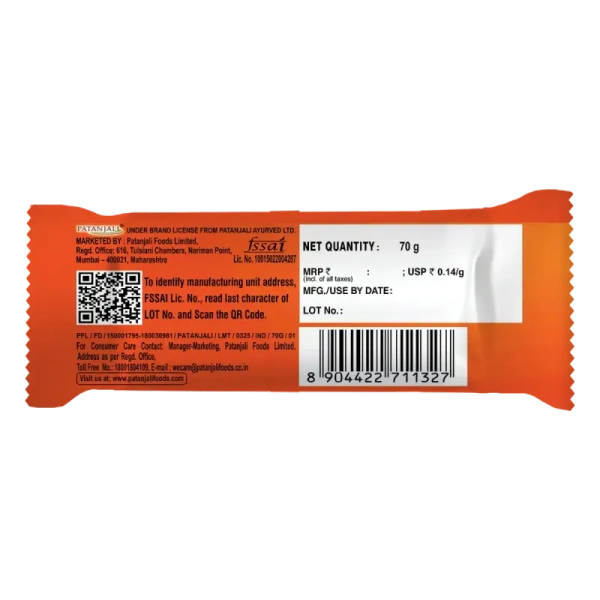 PATANJALI
UNDER BRAND LICENSE FROM PATANJALI AYURVED LTD.
MARKETED BY : Patanjali Foods Limited,
Regd. Office: 616, Tulsiani Chambers, Nariman Point,
Mumbai – 400021, Maharashtra
fssai
Lic. No. 10015022004287
To identify manufacturing unit address,
FSSAI Lic. No., read last character of
LOT No. and Scan the QR Code.
PFL / FD / 150001795-180030981 / PATANJALI / LMT / 0325 / IND / 70G / 01
For Consumer Care Contact: Manager-Marketing, Patanjali Foods Limited,
Address as per Regd. Office,
Toll Free No.: 18001804109, E-mail : wecam@patanjalifoods.co.in
Visit us at: www.patanjalifoods.com
NET QUANTITY : 70 g
MRP ₹ : ; USP ₹ 0.14/g
(incl. of all taxes)
MFG./USE BY DATE:
LOT No.:
8 904422 711327